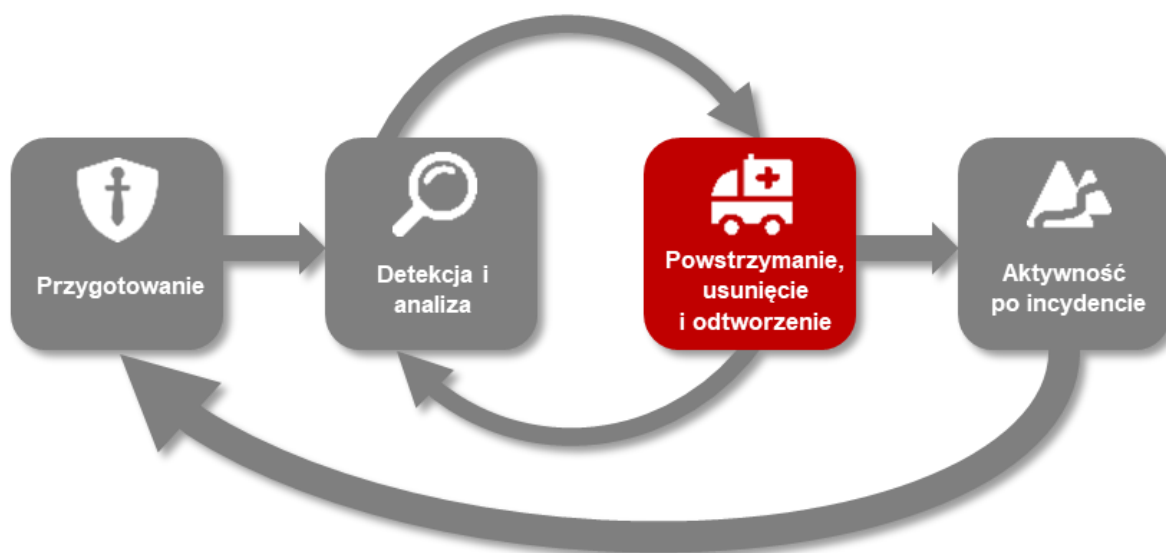 Przygotowanie
Detekcja i
analiza
Powstrzymanie,
usunięcie
i odtworzenie
Aktywność
po incydencie